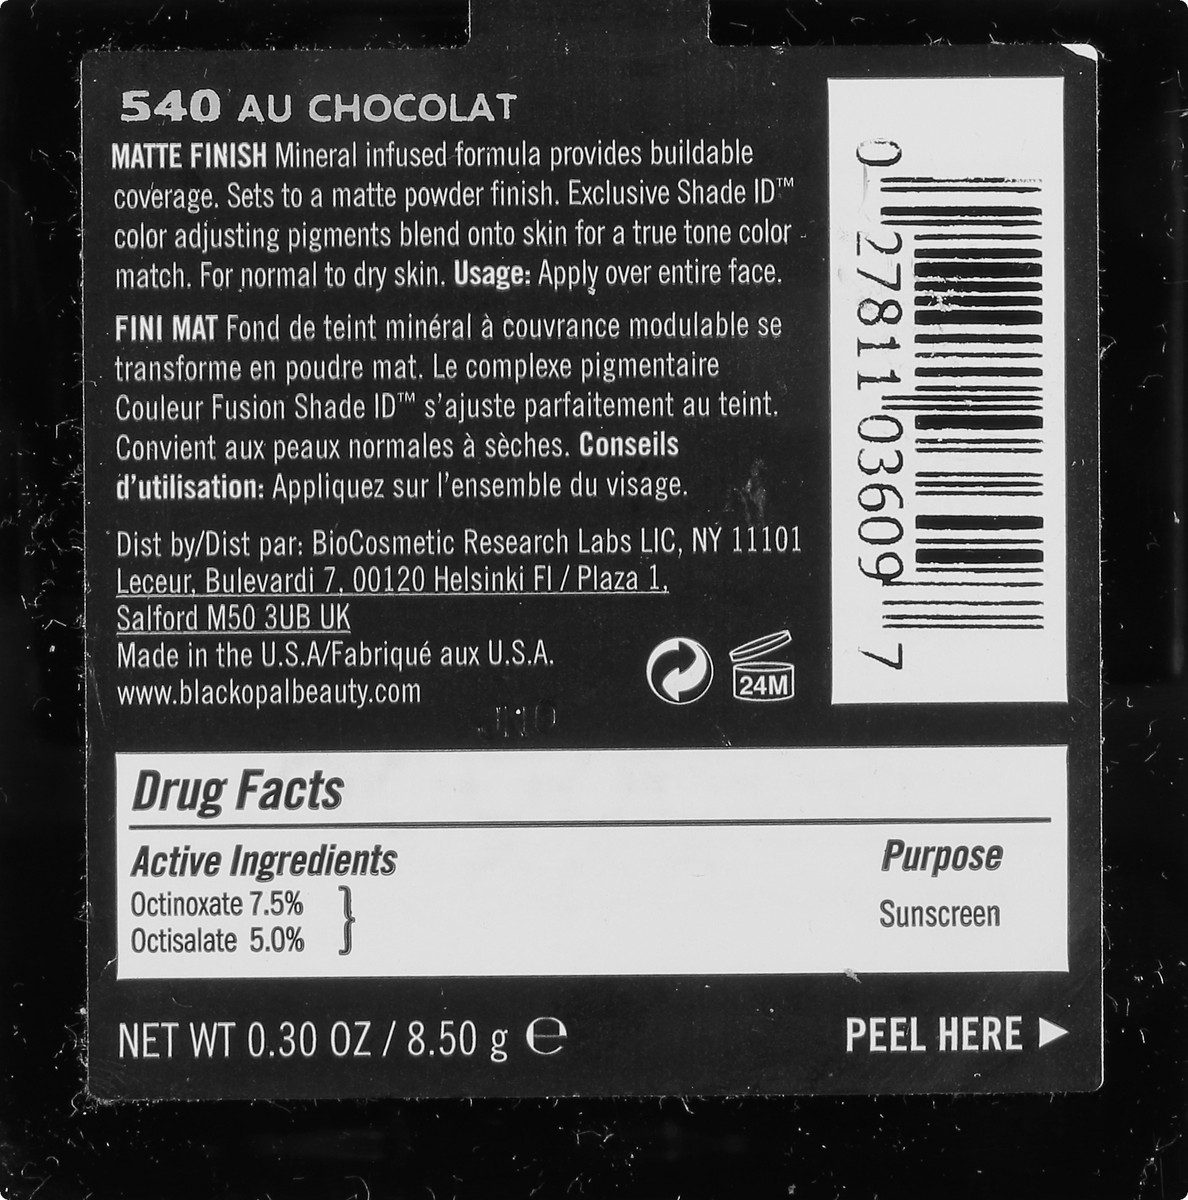 540 AU CHOCOLAT
MATTE FINISH Mineral infused formula provides buildable
coverage. Sets to a matte powder finish. Exclusive Shade ID™
color adjusting pigments blend onto skin for a true tone color
match. For normal to dry skin. Usage: Apply over entire face.
FINI MAT Fond de teint minéral à couvrance modulable se
transforme en poudre mat. Le complexe pigmentaire
Couleur Fusion Shade ID™ s'ajuste parfaitement au teint.
Convient aux peaux normales à sèches. Conseils
d'utilisation: Appliquez sur l'ensemble du visage.
Dist by/Dist par: BioCosmetic Research Labs LIC, NY 11101
Leceur, Bulevardi 7, 00120 Helsinki FI / Plaza 1,
Salford M50 3UB UK
Made in the U.S.A/Fabriqué aux U.S.A.
www.blackopalbeauty.com
24M
0 27811 03609 7
Drug Facts
Active Ingredients Purpose
Octinoxate 7.5%
Octisalate 5.0% } Sunscreen
NET WT 0.30 OZ / 8.50 g ℮
PEEL HERE ►